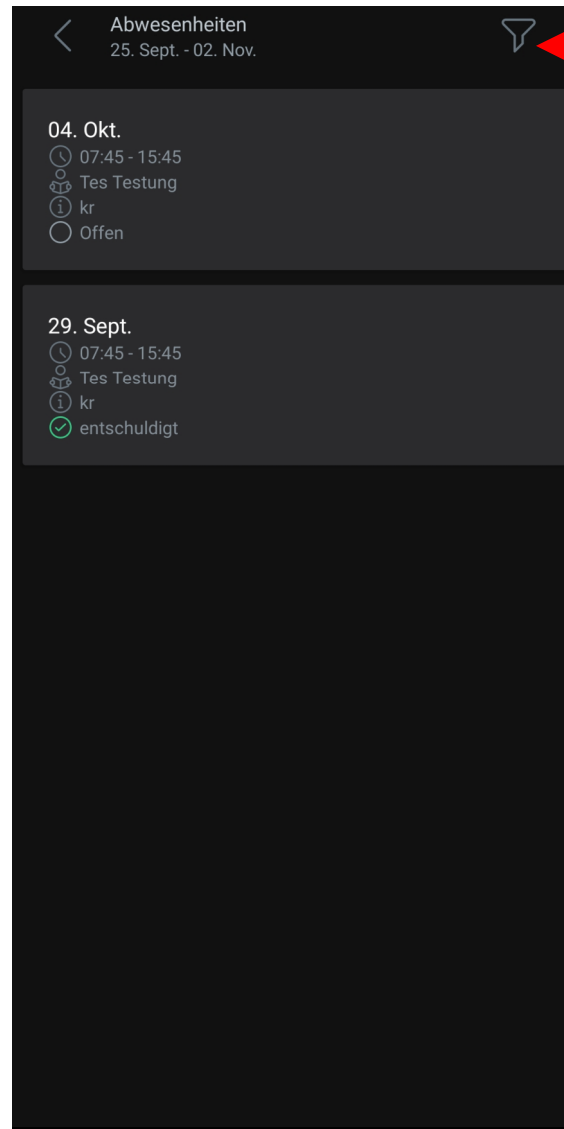 Abwesenheiten
25. Sept. - 02. Nov.
04. Okt.
07:45 - 15:45
Tes Testung
kr
Offen
29. Sept.
07:45 - 15:45
Tes Testung
kr
entschuldigt